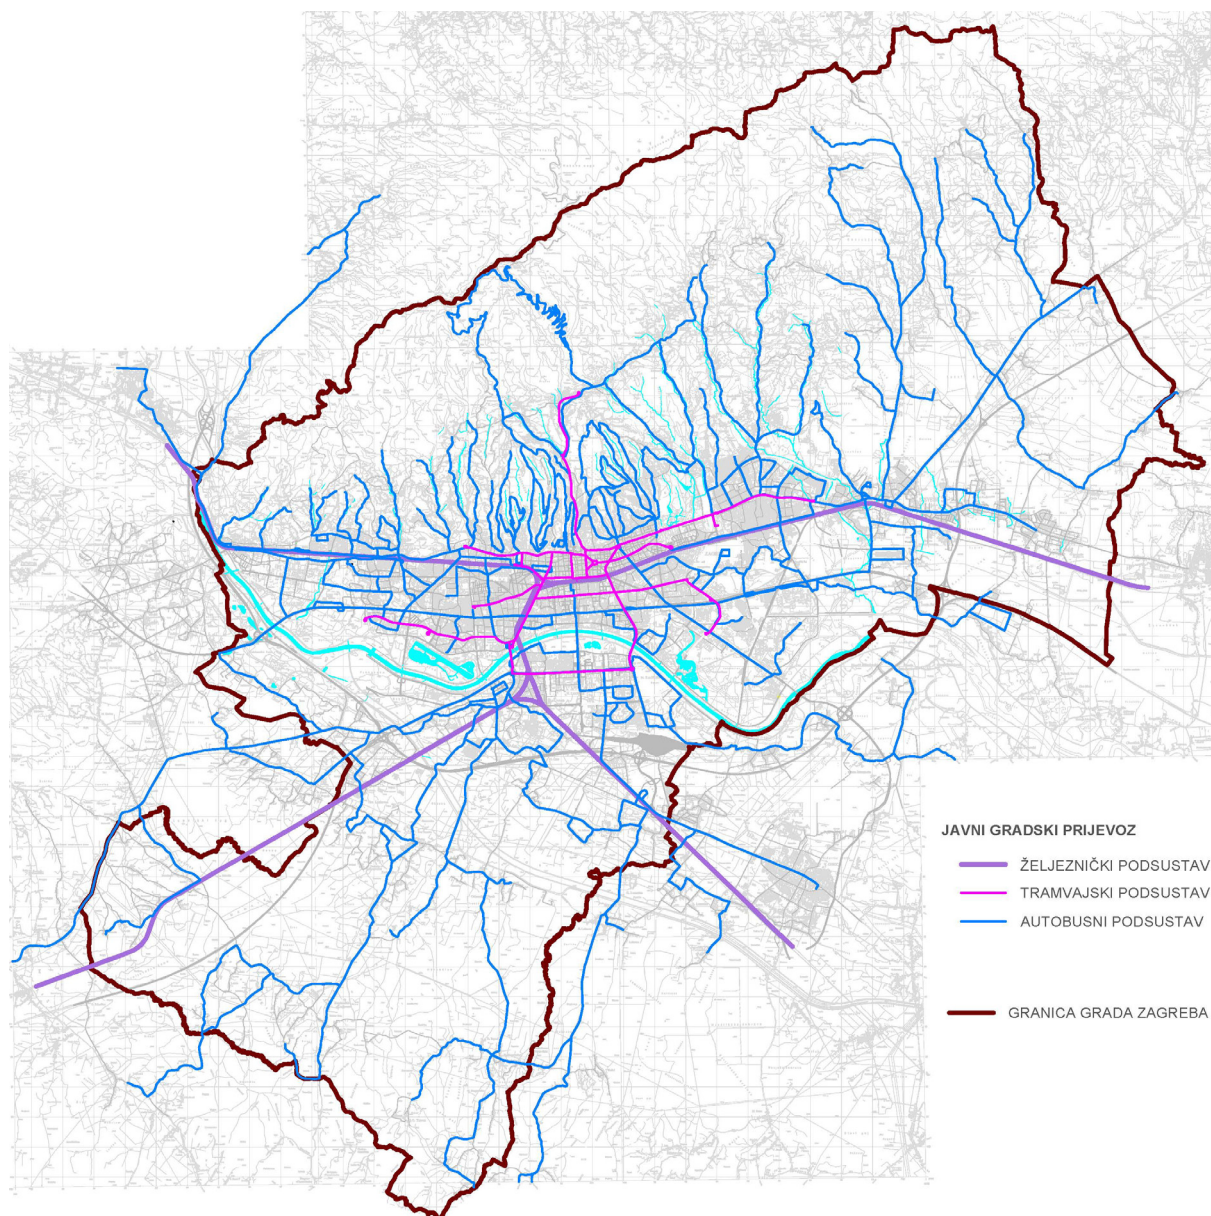 JAVNI GRADSKI PRIJEVOZ
ŽELJEZNIČKI PODSUSTAV
TRAMVAJSKI PODSUSTAV
AUTOBUSNI PODSUSTAV
GRANICA GRADA ZAGREBA